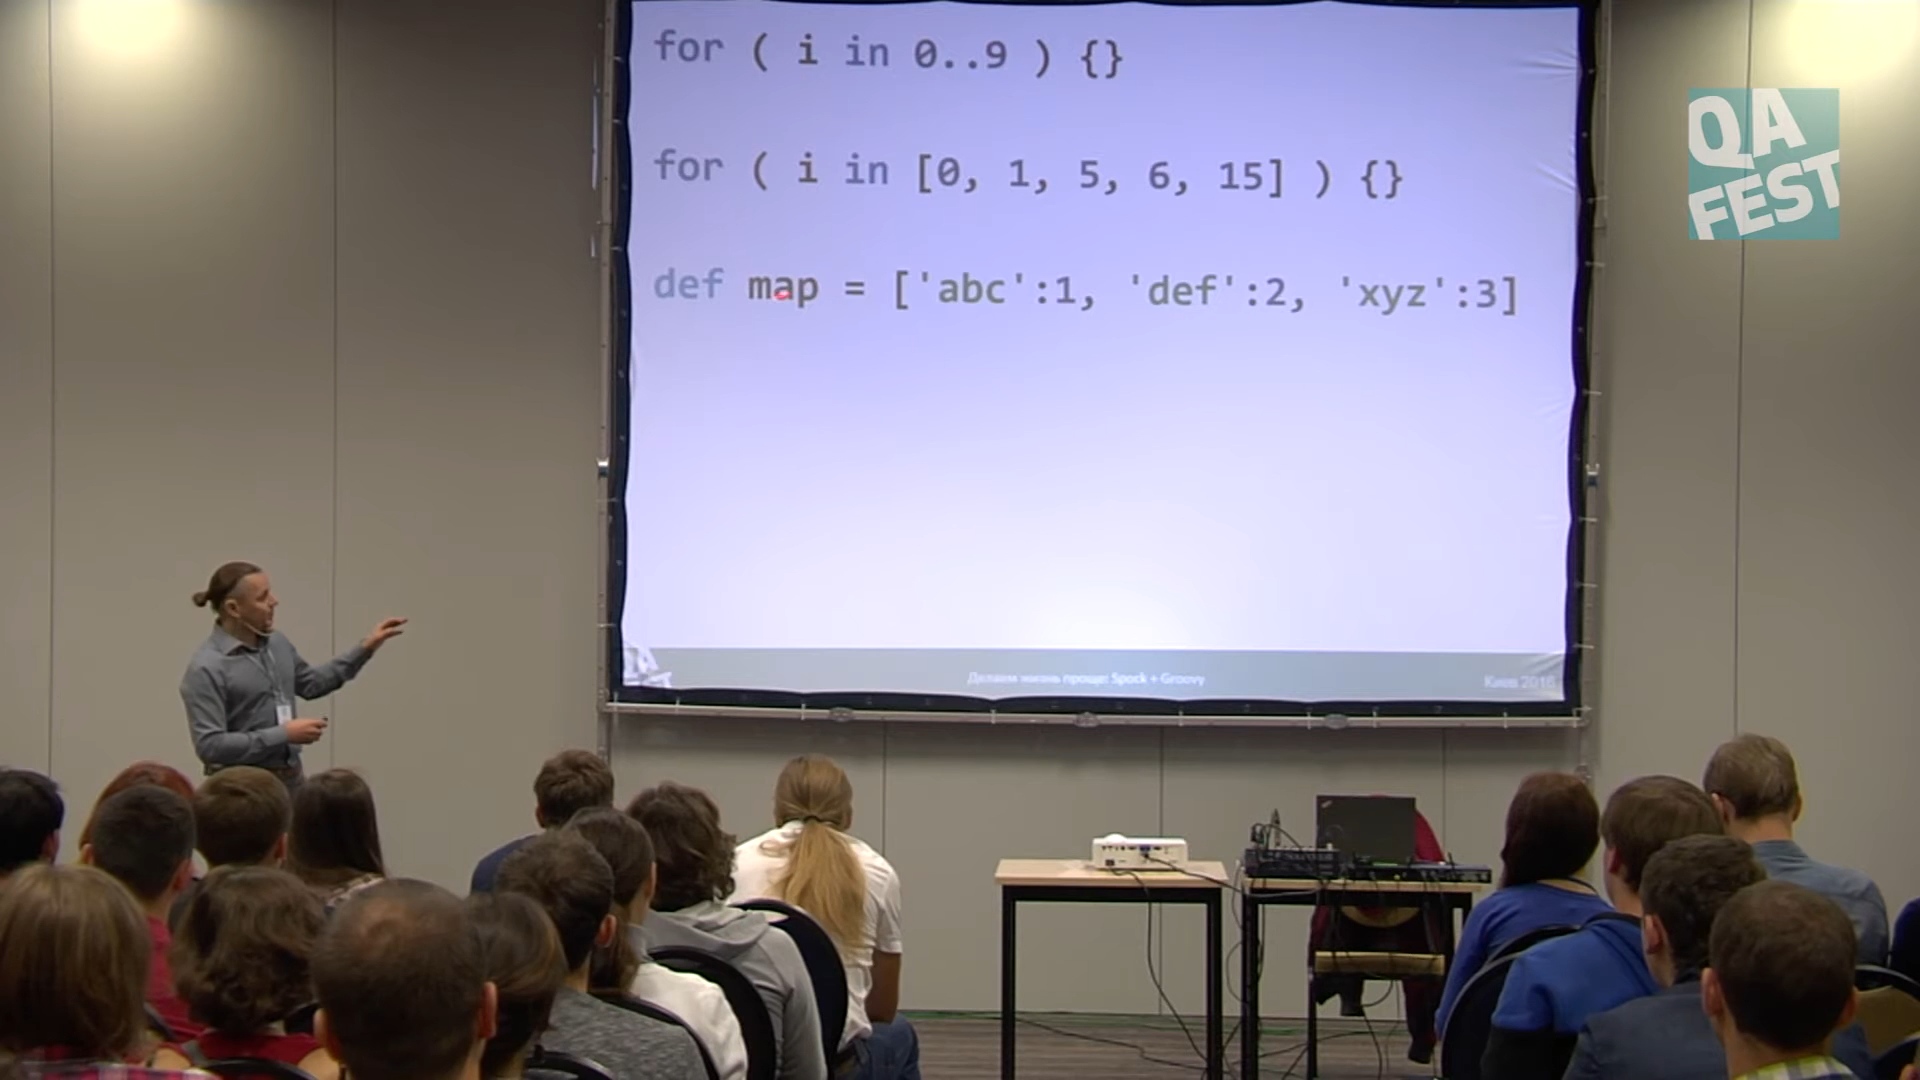 for ( i in 0..9 ) {}
for ( i in [0, 1, 5, 6, 15] ) {}
def map = ['abc':1, 'def':2, 'xyz':3]
Делаем жизнь проще: Spock + Groovy
Киев 2016
QA
FEST